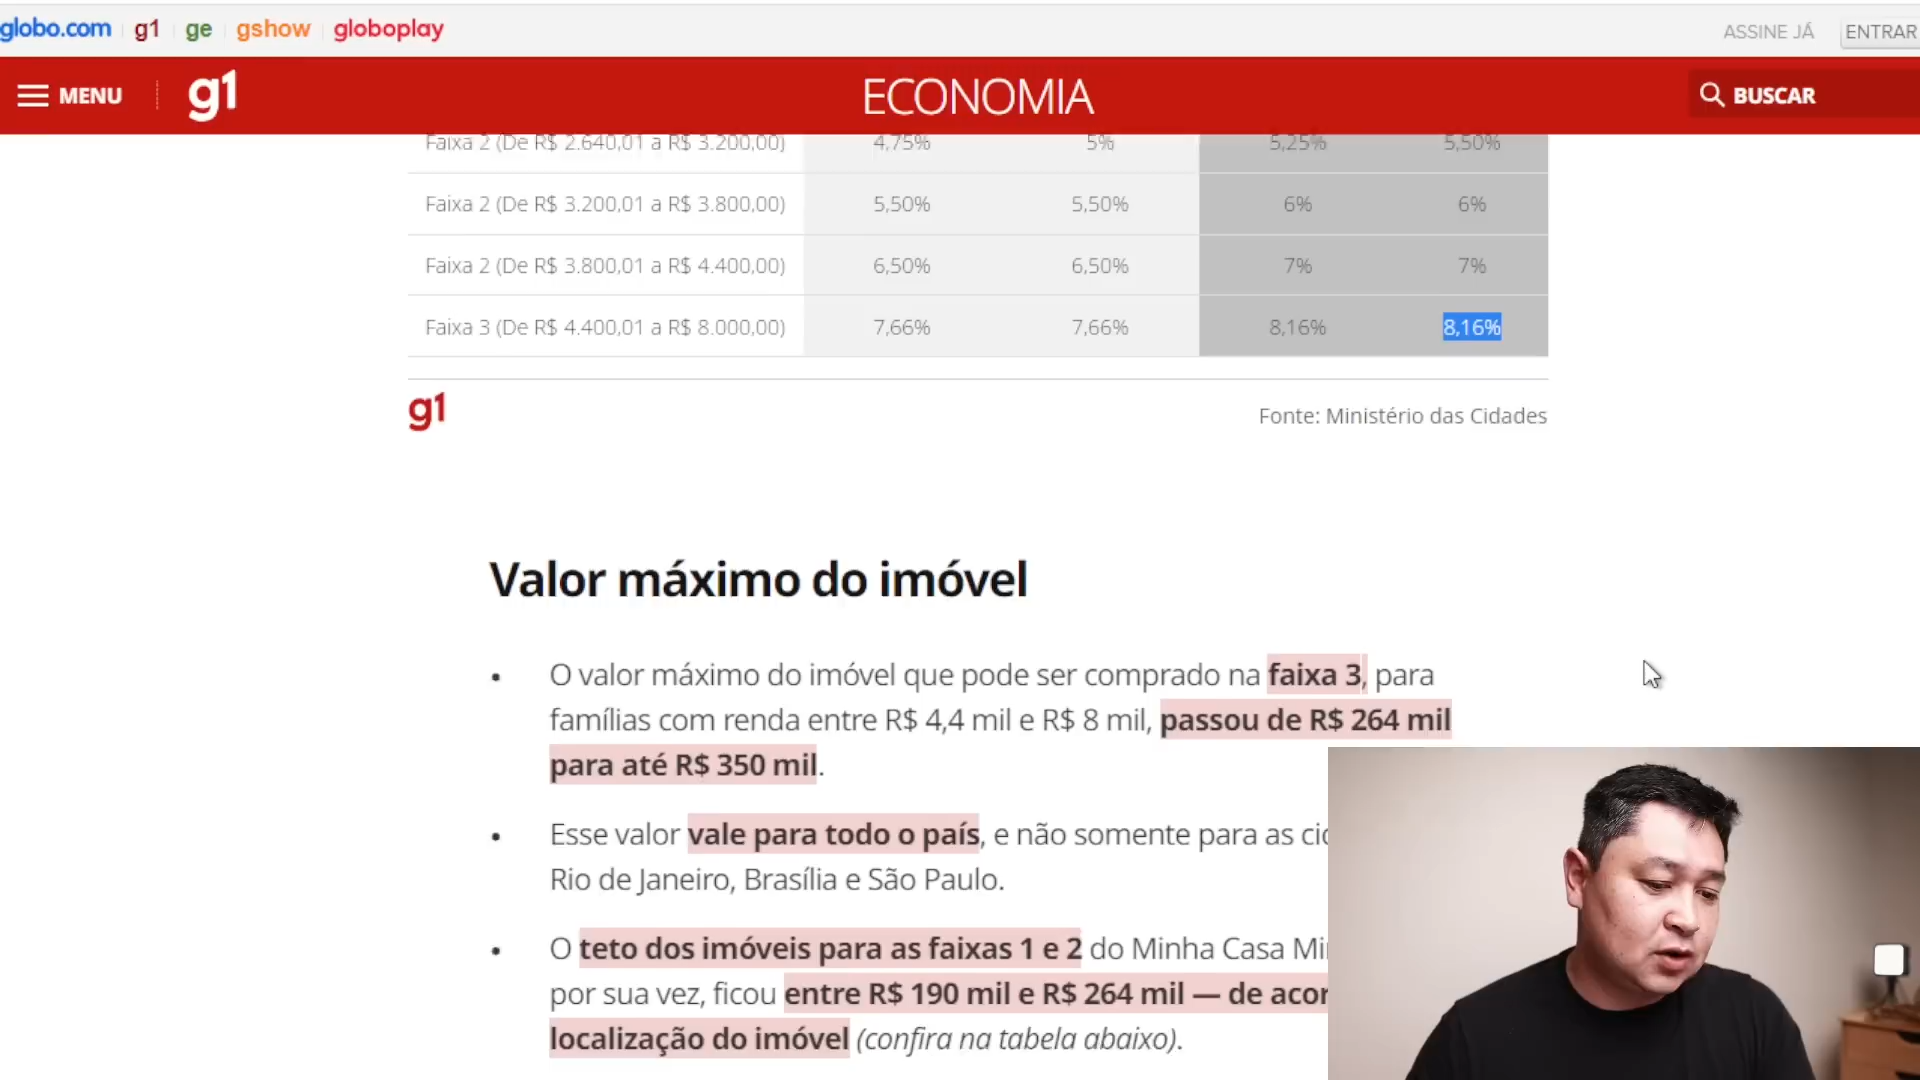 globo.com g1 ge gshow globoplay ASSINE JÁ ENTRAR
MENU g1 ECONOMIA BUSCAR
Faixa 2 (De R$ 2.640,01 a R$ 3.200,00) 4,75% 5% 5,25% 5,50%
Faixa 2 (De R$ 3.200,01 a R$ 3.800,00) 5,50% 5,50% 6% 6%
Faixa 2 (De R$ 3.800,01 a R$ 4.400,00) 6,50% 6,50% 7% 7%
Faixa 3 (De R$ 4.400,01 a R$ 8.000,00) 7,66% 7,66% 8,16% 8,16%
g1 Fonte: Ministério das Cidades
Valor máximo do imóvel
• O valor máximo do imóvel que pode ser comprado na faixa 3, para
famílias com renda entre R$ 4,4 mil e R$ 8 mil, passou de R$ 264 mil
para até R$ 350 mil.
• Esse valor vale para todo o país, e não somente para as
Rio de Janeiro, Brasília e São Paulo.
• O teto dos imóveis para as faixas 1 e 2 do Minha Casa
por sua vez, ficou entre R$ 190 mil e R$ 264 mil — de
localização do imóvel (confira na tabela abaixo).